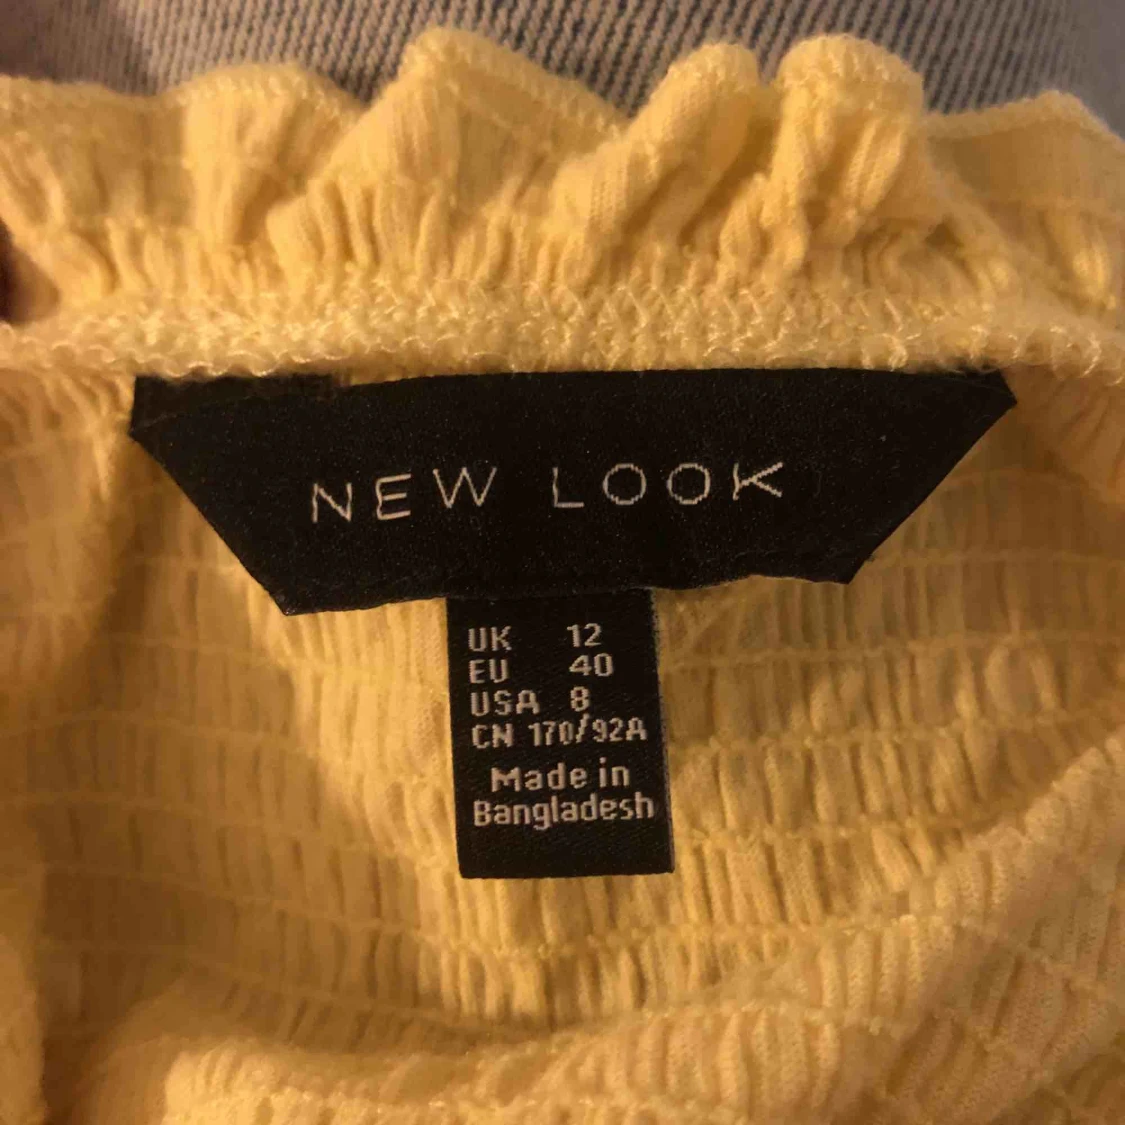 NEW LOOK
UK 12
EU 40
USA 8
CN 170/92A
Made in
Bangladesh